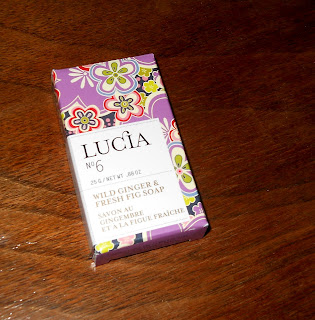 LUCIA
Nº6
25 G / NET WT. .88 OZ
WILD GINGER &
FRESH FIG SOAP
SAVON AU
GINGEMBRE
ET A LA FIGUE FRAÎCHE